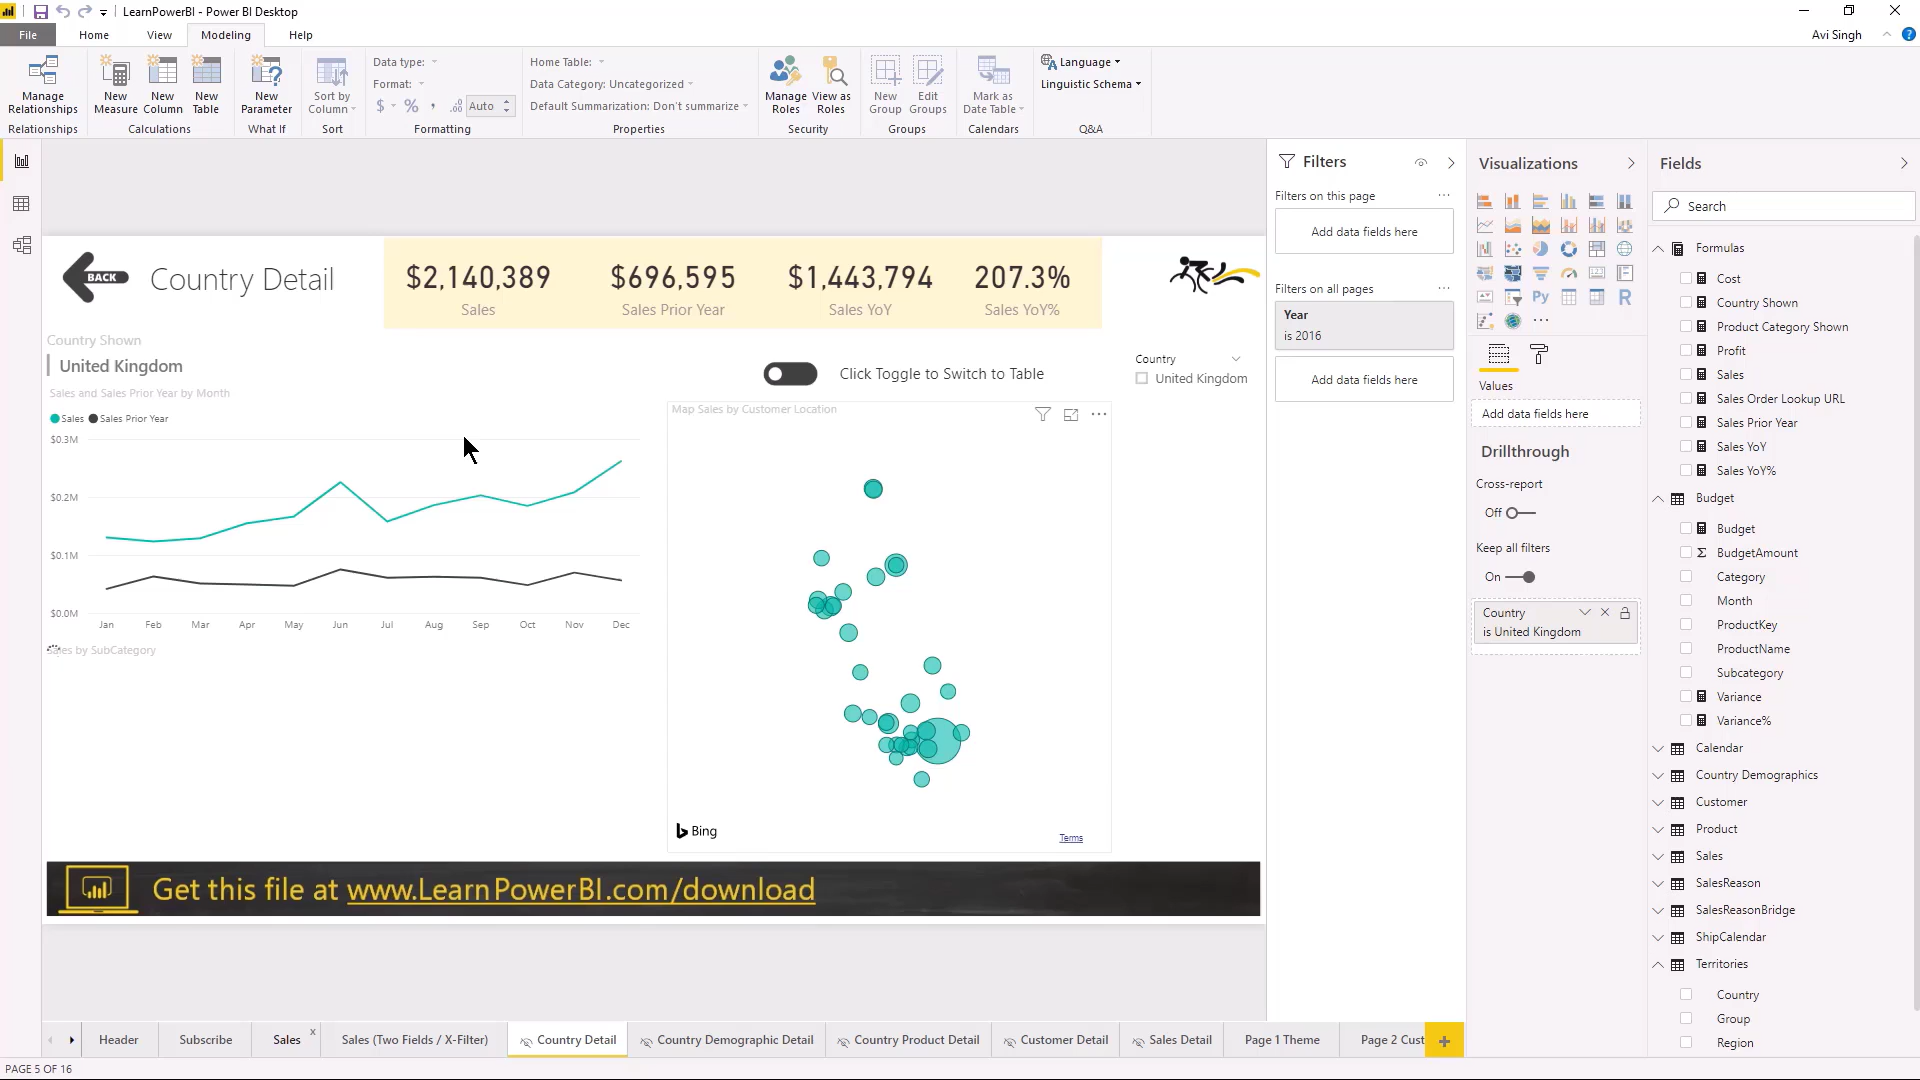 LearnPowerBI - Power BI Desktop
File Home View Modeling Help
Avi Singh
Manage Relationships
Relationships
New Measure
New Column
New Table
Calculations
New Parameter
What If
Sort by Column
Sort
Data type:
Format:
$ % , .00 Auto
Formatting
Home Table:
Data Category: Uncategorized
Default Summarization: Don't summarize
Properties
Manage Roles
View as Roles
Security
New Group
Edit Groups
Groups
Mark as Date Table
Calendars
Language
Linguistic Schema
Q&A
BACK
Country Detail
$2,140,389
Sales
$696,595
Sales Prior Year
$1,443,794
Sales YoY
207.3%
Sales YoY%
Country Shown
United Kingdom
Click Toggle to Switch to Table
Country
United Kingdom
Sales and Sales Prior Year by Month
Sales Sales Prior Year
$0.3M
$0.2M
$0.1M
$0.0M
Jan Feb Mar Apr May Jun Jul Aug Sep Oct Nov Dec
by SubCategory
Map Sales by Customer Location
Bing
Terms
Get this file at www.LearnPowerBI.com/download
Filters
Filters on this page
Add data fields here
Filters on all pages
Year
is 2016
Add data fields here
Visualizations
Py
R
Values
Add data fields here
Drillthrough
Cross-report
Off
Keep all filters
On
Country
is United Kingdom
Fields
Search
Formulas
Cost
Country Shown
Product Category Shown
Profit
Sales
Sales Order Lookup URL
Sales Prior Year
Sales YoY
Sales YoY%
Budget
Budget
BudgetAmount
Category
Month
ProductKey
ProductName
Subcategory
Variance
Variance%
Calendar
Country Demographics
Customer
Product
Sales
SalesReason
SalesReasonBridge
ShipCalendar
Territories
Country
Group
Region
Header Subscribe Sales Sales (Two Fields / X-Filter) Country Detail Country Demographic Detail Country Product Detail Customer Detail Sales Detail Page 1 Theme Page 2 Cust
PAGE 5 OF 16